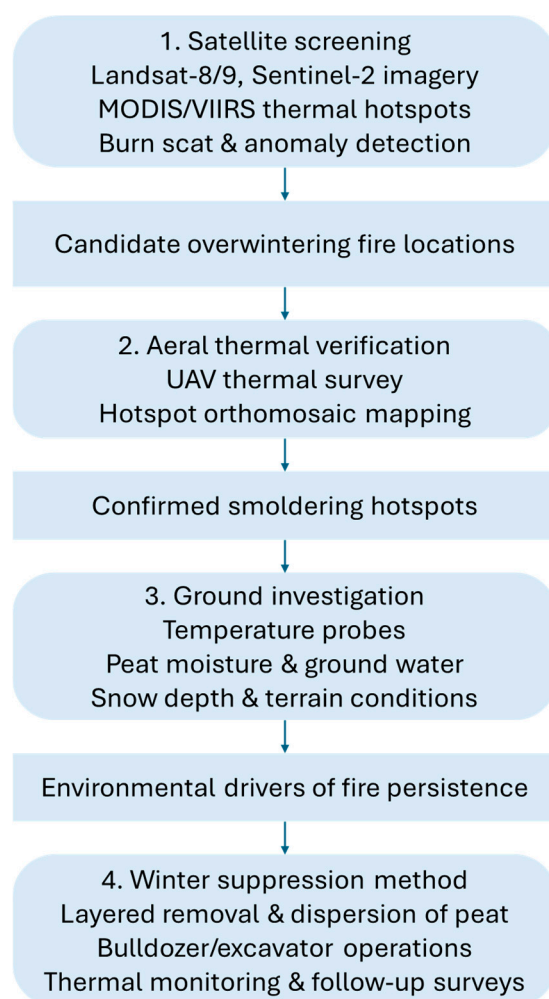 1. Satellite screening
Landsat-8/9, Sentinel-2 imagery
MODIS/VIIRS thermal hotspots
Burn scat & anomaly detection
Candidate overwintering fire locations
2. Aeral thermal verification
UAV thermal survey
Hotspot orthomosaic mapping
Confirmed smoldering hotspots
3. Ground investigation
Temperature probes
Peat moisture & ground water
Snow depth & terrain conditions
Environmental drivers of fire persistence
4. Winter suppression method
Layered removal & dispersion of peat
Bulldozer/excavator operations
Thermal monitoring & follow-up surveys